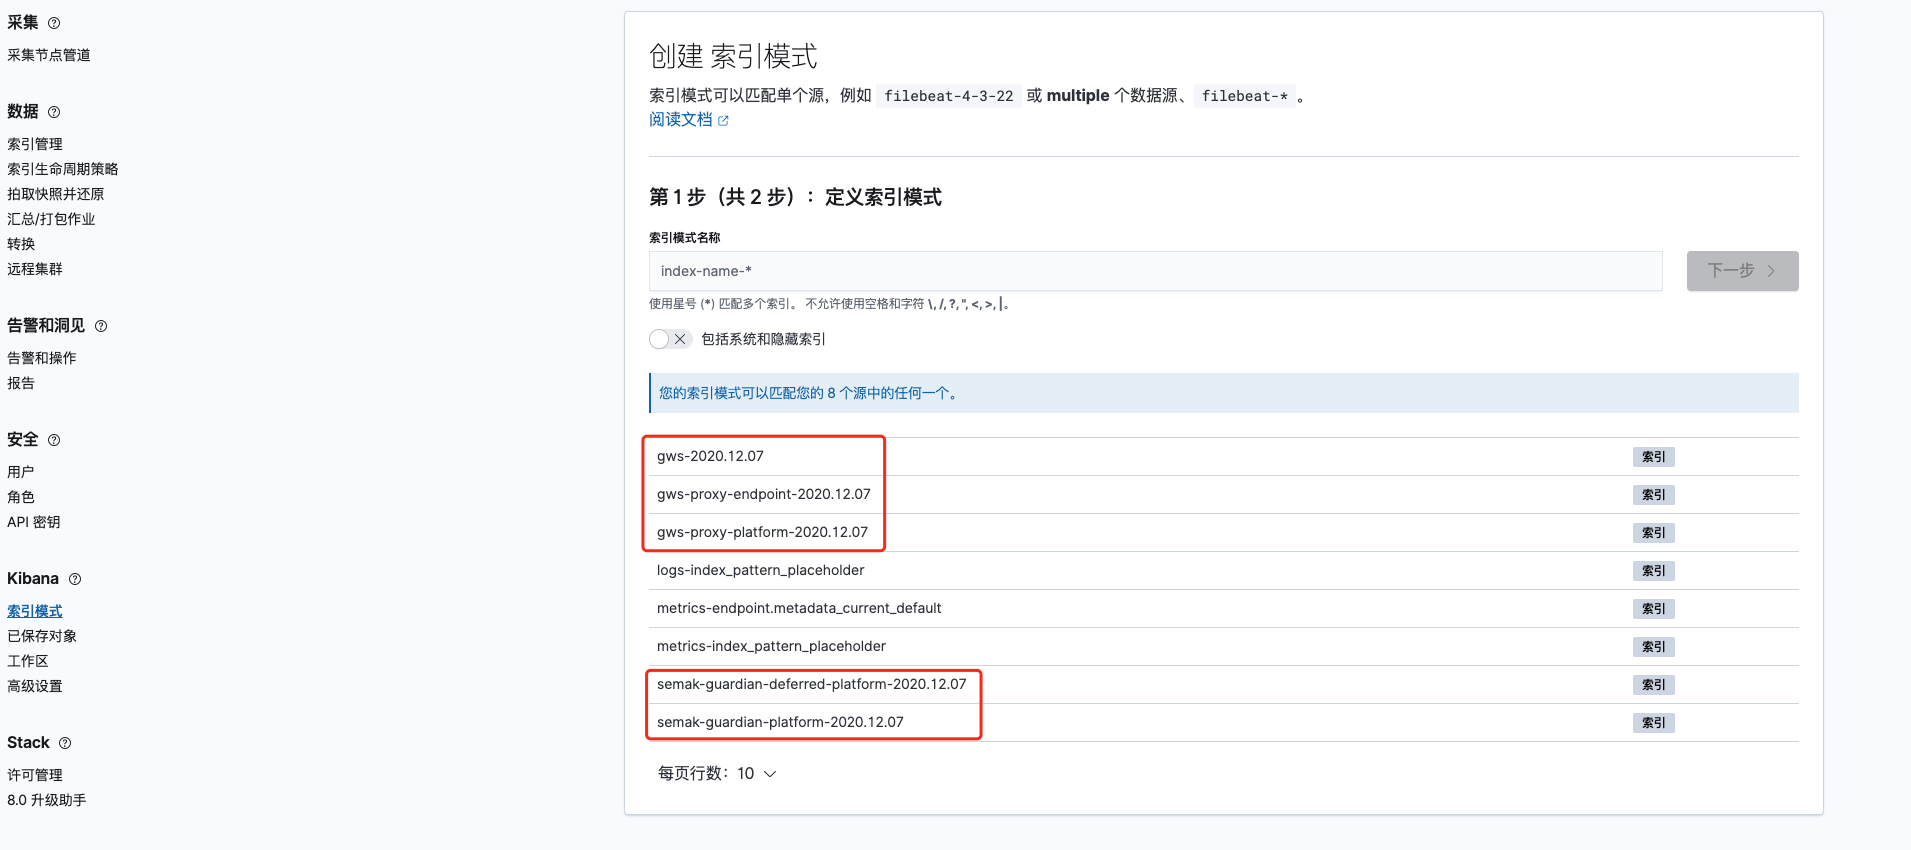 采集
采集节点管道
数据
索引管理
索引生命周期策略
拍取快照并还原
汇总/打包作业
转换
远程集群
告警和洞见
告警和操作
报告
安全
用户
角色
API 密钥
Kibana
索引模式
已保存对象
工作区
高级设置
Stack
许可管理
8.0 升级助手
创建 索引模式
索引模式可以匹配单个源，例如 filebeat-4-3-22 或 multiple 个数据源、 filebeat-* 。
阅读文档
第 1 步（共 2 步）：定义索引模式
索引模式名称
index-name-*
下一步
使用星号 (*) 匹配多个索引。不允许使用空格和字符 \, /, ?, ", <, >, |。
包括系统和隐藏索引
您的索引模式可以匹配您的 8 个源中的任何一个。
gws-2020.12.07 索引
gws-proxy-endpoint-2020.12.07 索引
gws-proxy-platform-2020.12.07 索引
logs-index_pattern_placeholder 索引
metrics-endpoint.metadata_current_default 索引
metrics-index_pattern_placeholder 索引
semak-guardian-deferred-platform-2020.12.07 索引
semak-guardian-platform-2020.12.07 索引
每页行数：10